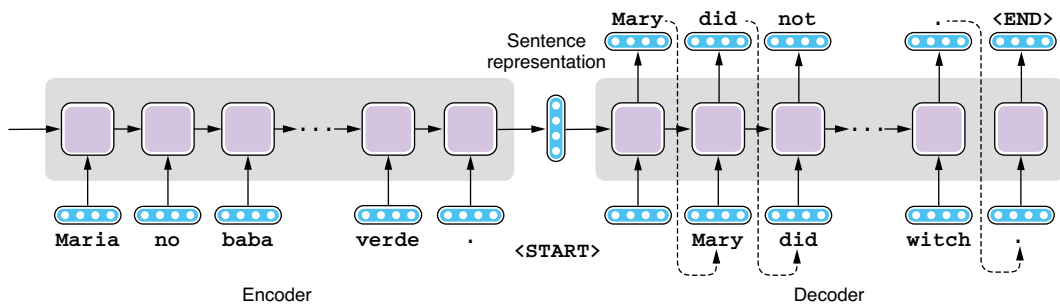 Mary did not . <END>
Sentence
representation
... ...
Maria no baba verde . <START> Mary did witch .
Encoder Decoder